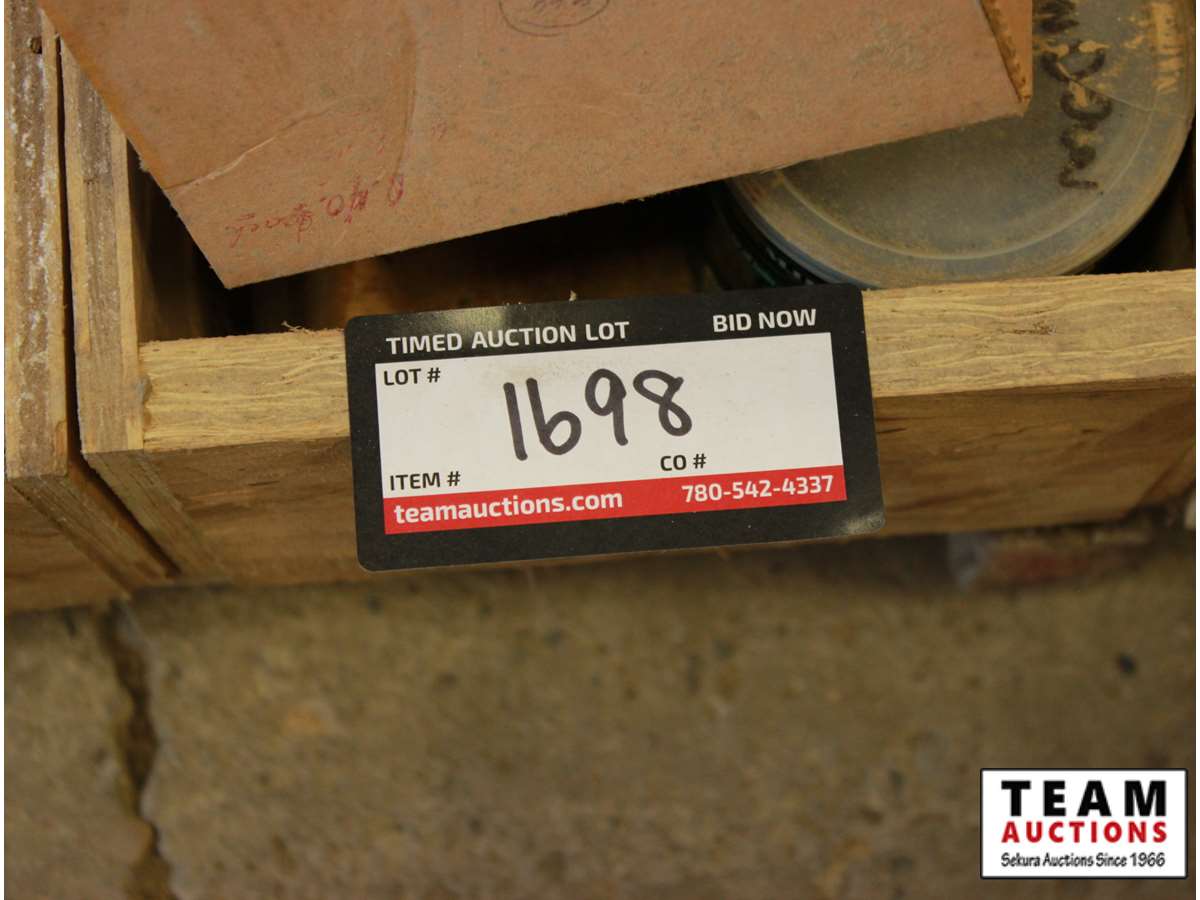 TIMED AUCTION LOT BID NOW
LOT #
1698
ITEM # CO #
teamauctions.com 780-542-4337
TEAM
AUCTIONS
Sekura Auctions Since 1966